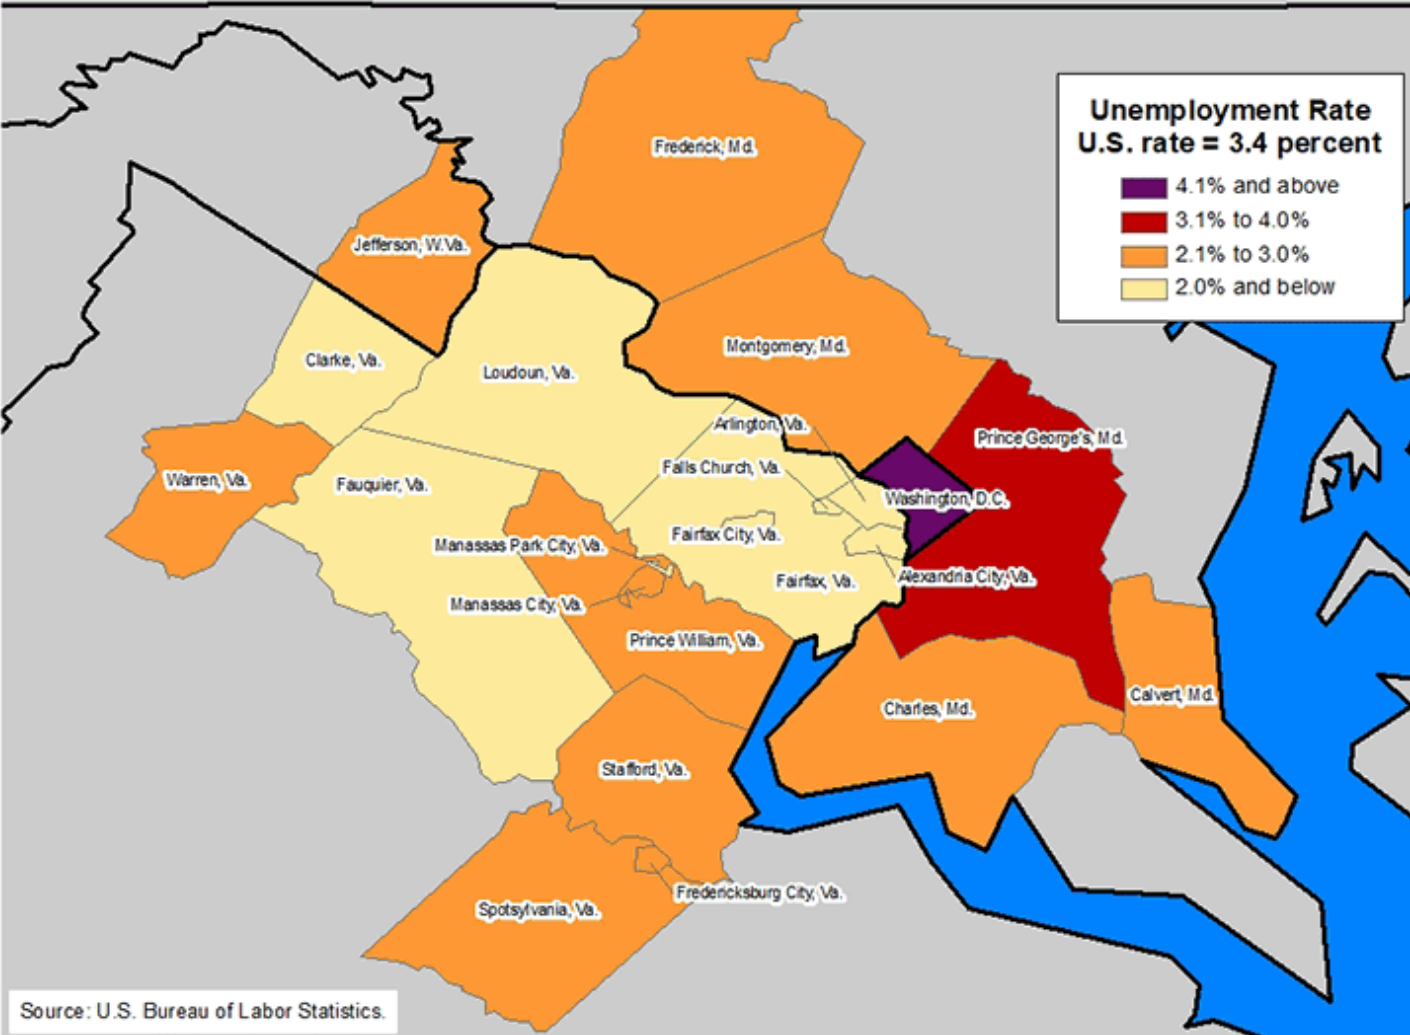 Unemployment Rate
U.S. rate = 3.4 percent
4.1% and above
3.1% to 4.0%
2.1% to 3.0%
2.0% and below
Frederick, Md.
Jefferson, W.Va.
Montgomery, Md.
Clarke, Va.
Loudoun, Va.
Arlington, Va.
Prince George's, Md.
Falls Church, Va.
Warren, Va.
Fauquier, Va.
Washington, D.C.
Fairfax City, Va.
Manassas Park City, Va.
Fairfax, Va.
Alexandria City, Va.
Manassas City, Va.
Prince William, Va.
Calvert, Md.
Charles, Md.
Stafford, Va.
Fredericksburg City, Va.
Spotsylvania, Va.
Source: U.S. Bureau of Labor Statistics.